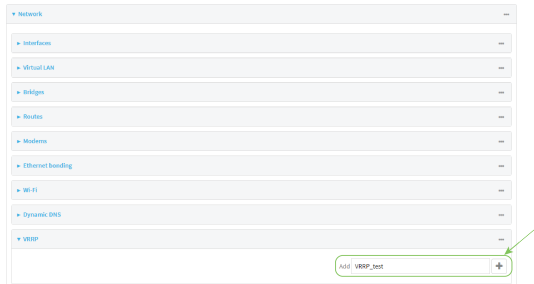 Network
Interfaces
Virtual LAN
Bridges
Routes
Modems
Ethernet bonding
Wi-Fi
Dynamic DNS
VRRP
Add VRRP_test